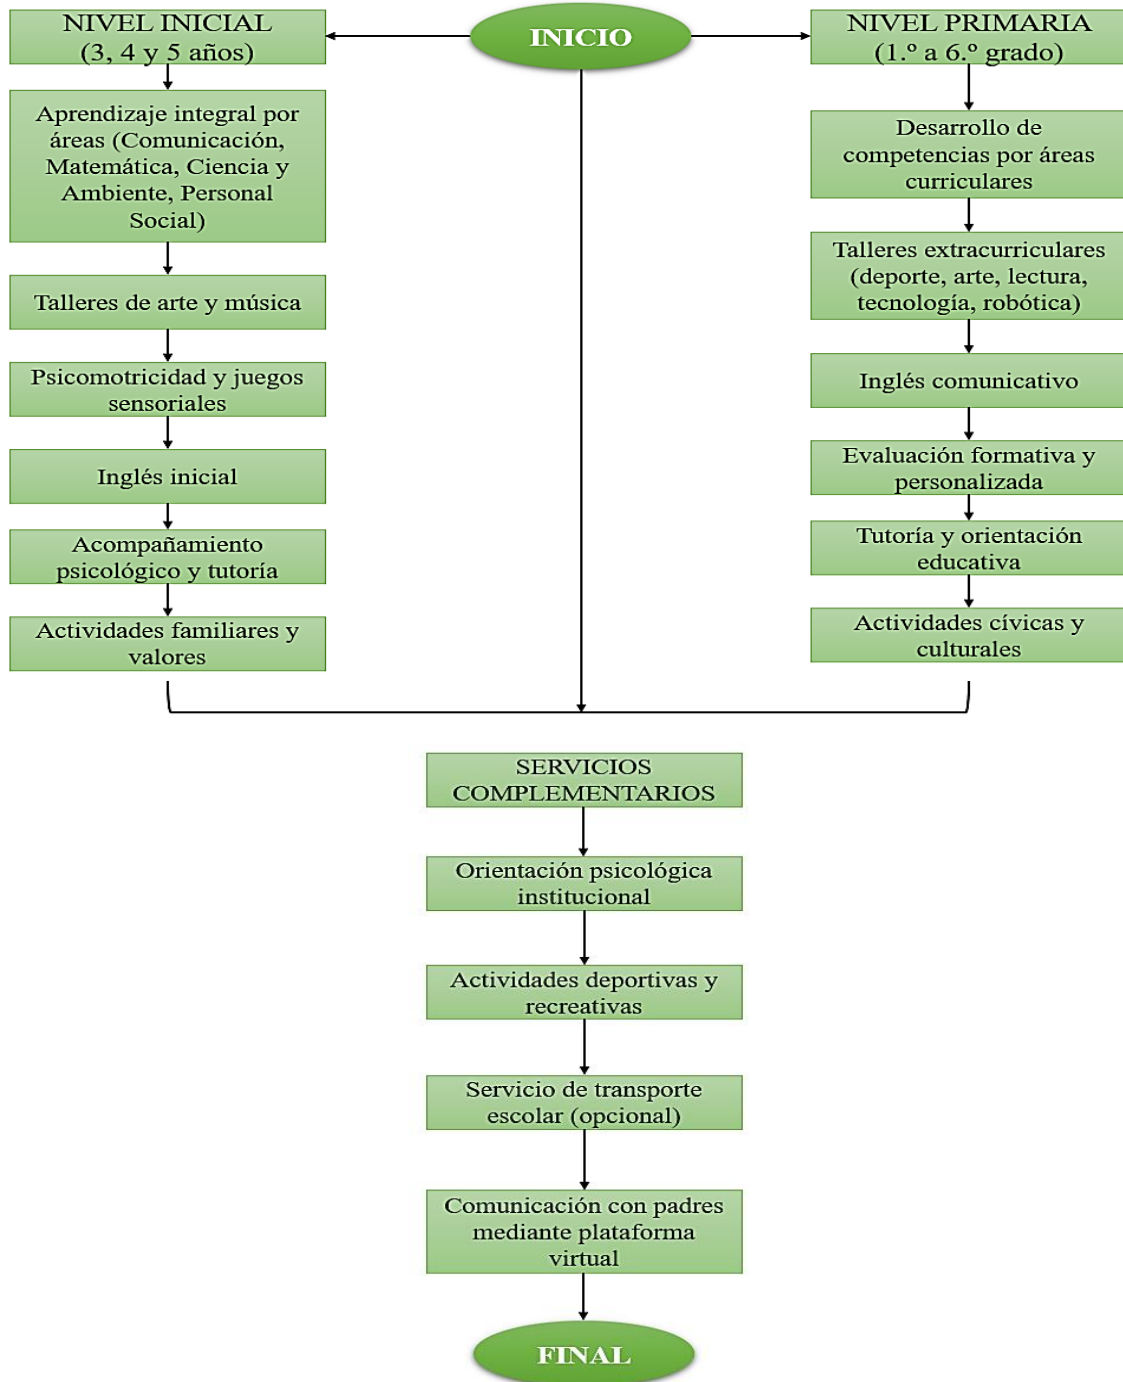 INICIO
NIVEL INICIAL
(3, 4 y 5 años)
Aprendizaje integral por
áreas (Comunicación,
Matemática, Ciencia y
Ambiente, Personal
Social)
Talleres de arte y música
Psicomotricidad y juegos
sensoriales
Inglés inicial
Acompañamiento
psicológico y tutoría
Actividades familiares y
valores
NIVEL PRIMARIA
(1.º a 6.º grado)
Desarrollo de
competencias por áreas
curriculares
Talleres extracurriculares
(deporte, arte, lectura,
tecnología, robótica)
Inglés comunicativo
Evaluación formativa y
personalizada
Tutoría y orientación
educativa
Actividades cívicas y
culturales
SERVICIOS
COMPLEMENTARIOS
Orientación psicológica
institucional
Actividades deportivas y
recreativas
Servicio de transporte
escolar (opcional)
Comunicación con padres
mediante plataforma
virtual
FINAL